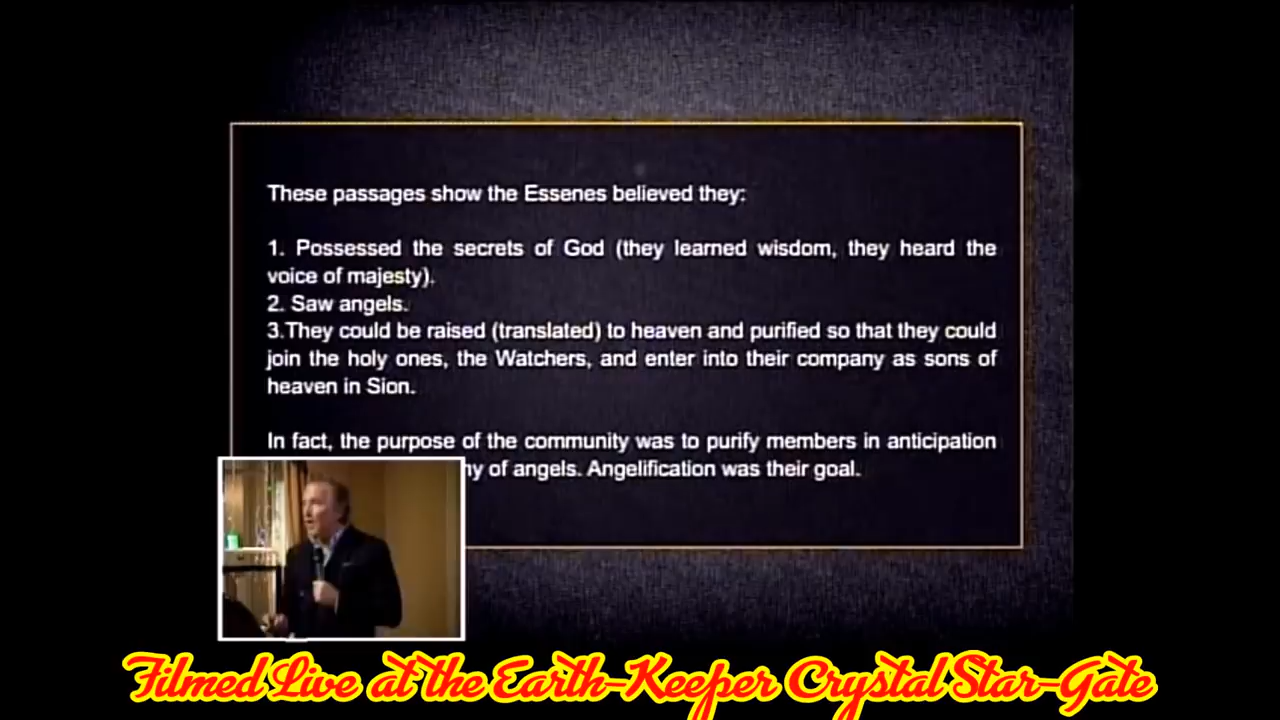 These passages show the Essenes believed they:
1. Possessed the secrets of God (they learned wisdom, they heard the
voice of majesty).
2. Saw angels.
3.They could be raised (translated) to heaven and purified so that they could
join the holy ones, the Watchers, and enter into their company as sons of
heaven in Sion.
In fact, the purpose of the community was to purify members in anticipation
of angels. Angelification was their goal.
Filmed Live at the Earth-Keeper Crystal Star-Gate